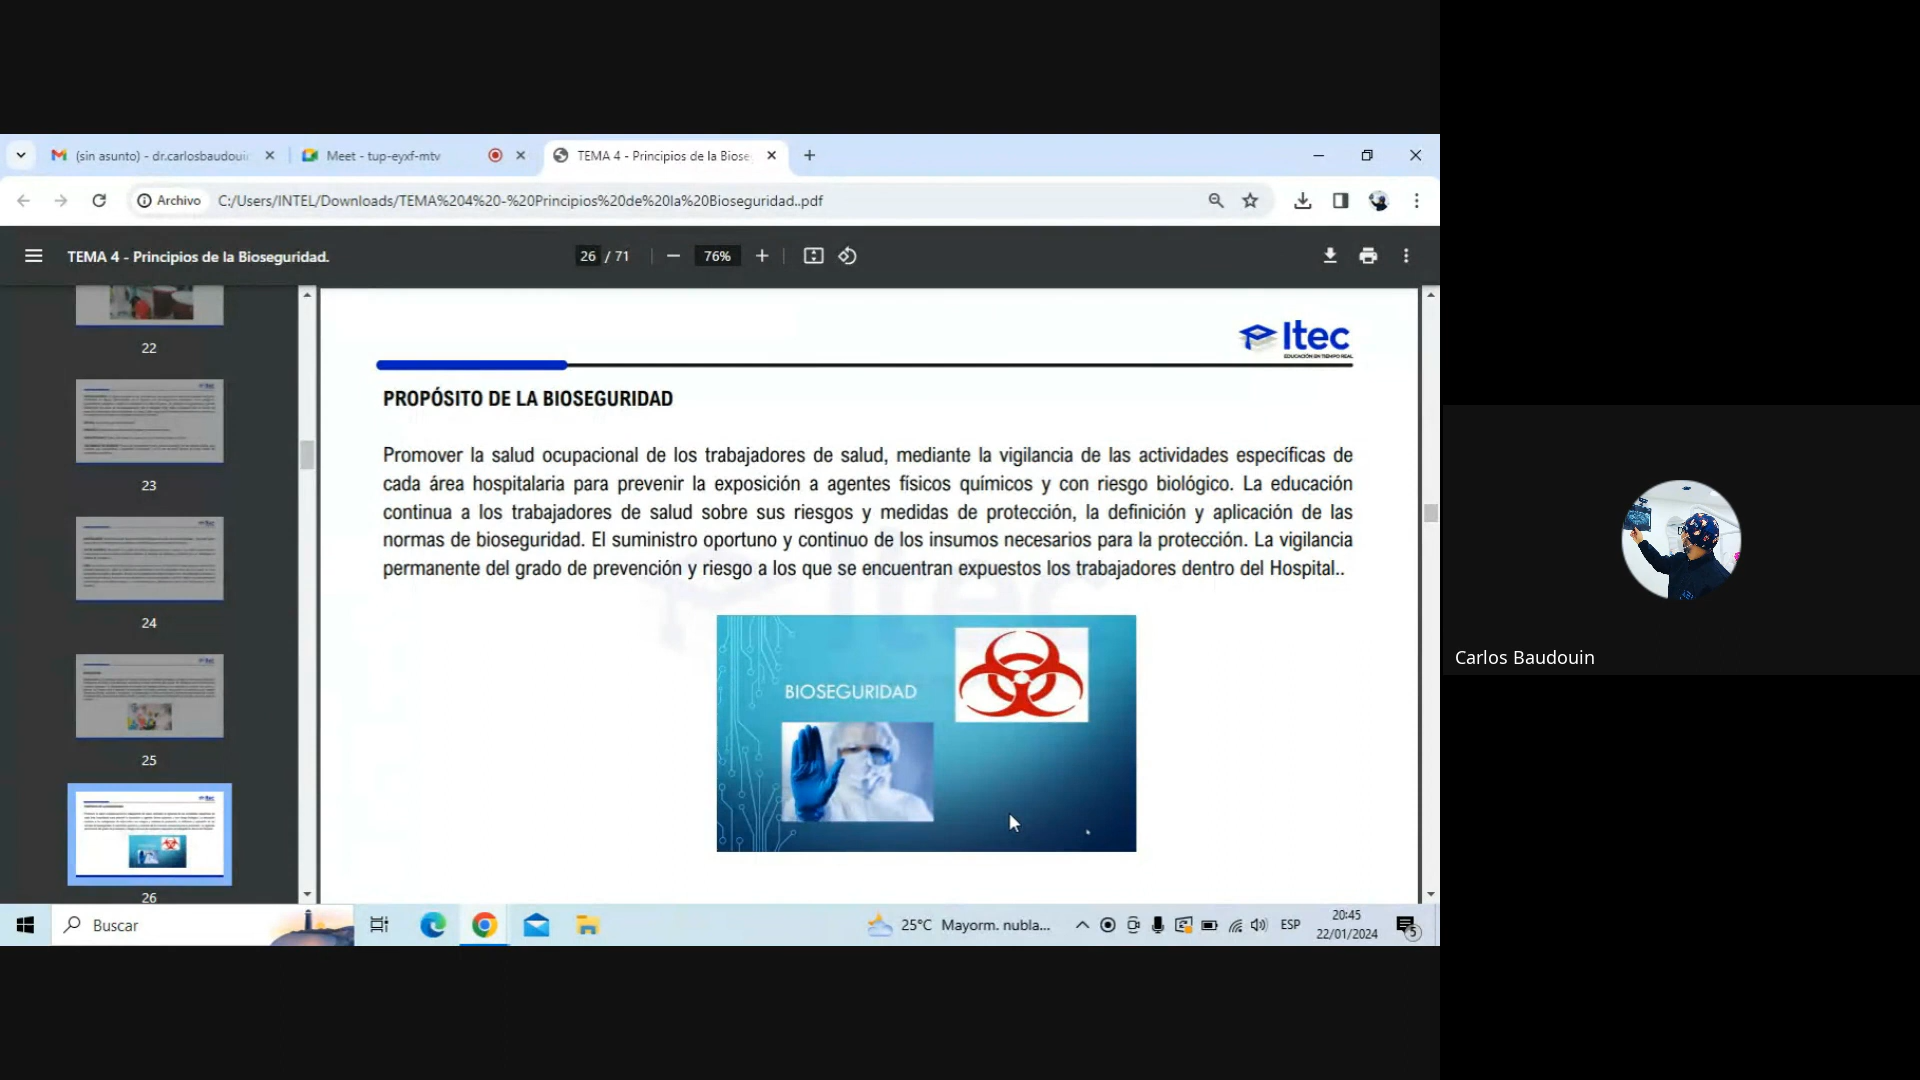 (sin asunto) - dr.carlosbaudoui
Meet - tup-eyxf-mtv
TEMA 4 - Principios de la Biose
Archivo
C:/Users/INTEL/Downloads/TEMA%204%20-%20Principios%20de%20la%20Bioseguridad..pdf
TEMA 4 - Principios de la Bioseguridad.
26 / 71
76%
22
23
24
25
26
Itec
EDUCACIÓN EN TIEMPO REAL
PROPÓSITO DE LA BIOSEGURIDAD
Promover la salud ocupacional de los trabajadores de salud, mediante la vigilancia de las actividades específicas de
cada área hospitalaria para prevenir la exposición a agentes físicos químicos y con riesgo biológico. La educación
continua a los trabajadores de salud sobre sus riesgos y medidas de protección, la definición y aplicación de las
normas de bioseguridad. El suministro oportuno y continuo de los insumos necesarios para la protección. La vigilancia
permanente del grado de prevención y riesgo a los que se encuentran expuestos los trabajadores dentro del Hospital..
Itec
BIOSEGURIDAD
Carlos Baudouin
Buscar
25°C Mayorm. nubla...
ESP
20:45
22/01/2024
5